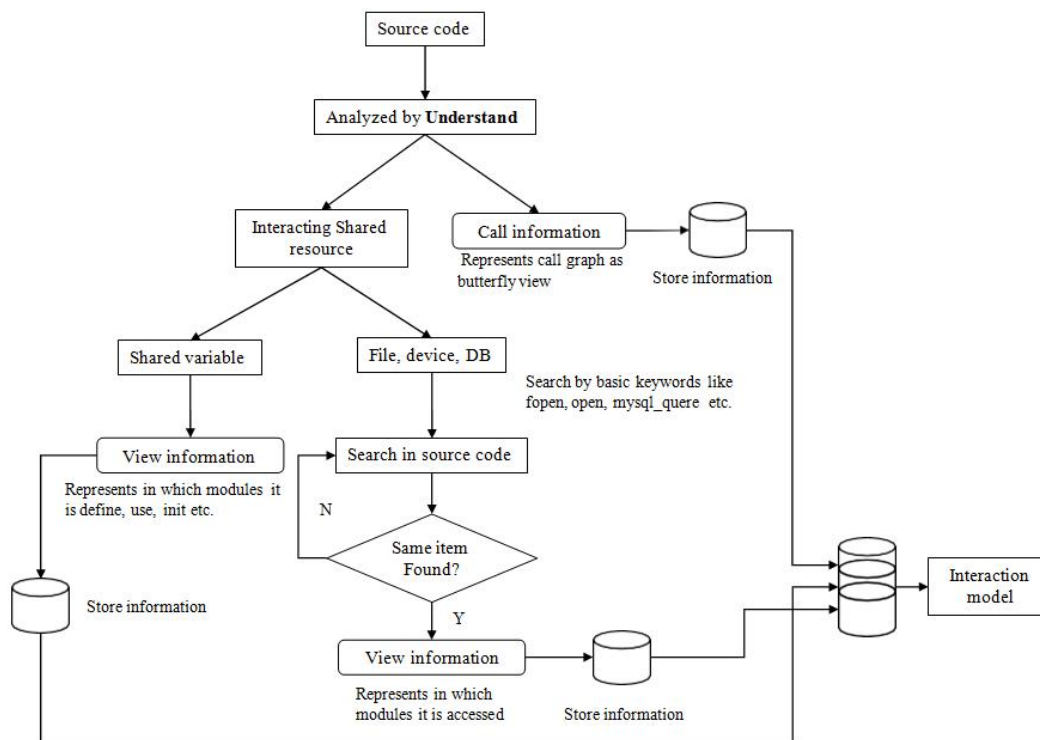 Source code
Analyzed by Understand
Interacting Shared
resource
Call information
Represents call graph as
butterfly view
Store information
Shared variable
File, device, DB
Search by basic keywords like
fopen, open, mysql_quere etc.
View information
Represents in which modules it
is define, use, init etc.
Search in source code
N
Same item
Found?
Y
Store information
View information
Represents in which
modules it is accessed
Store information
Interaction
model